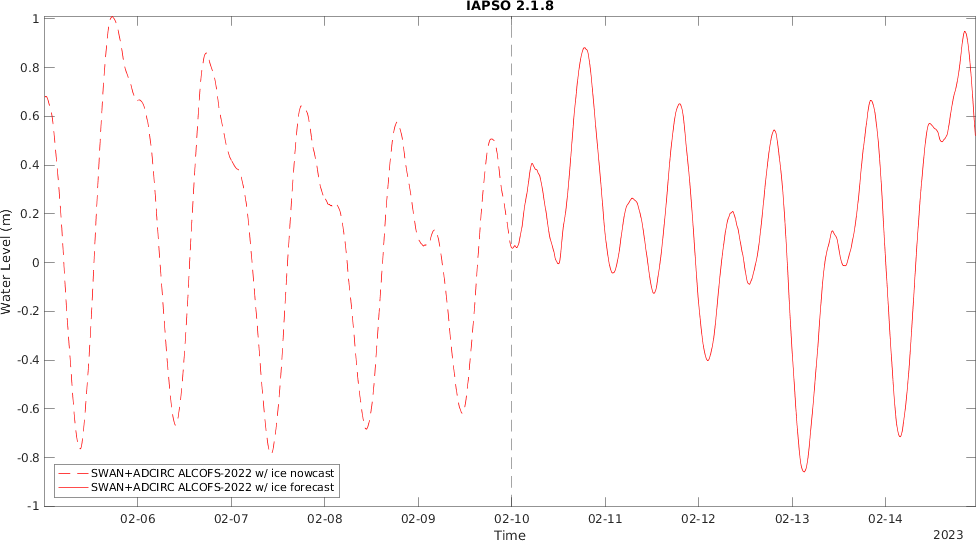 IAPSO 2.1.8
1
0.8
0.6
0.4
0.2
0
-0.2
-0.4
-0.6
-0.8
-1
Water Level (m)
SWAN+ADCIRC ALCOFS-2022 w/ ice nowcast
SWAN+ADCIRC ALCOFS-2022 w/ ice forecast
02-06 02-07 02-08 02-09 02-10 02-11 02-12 02-13 02-14
Time
2023